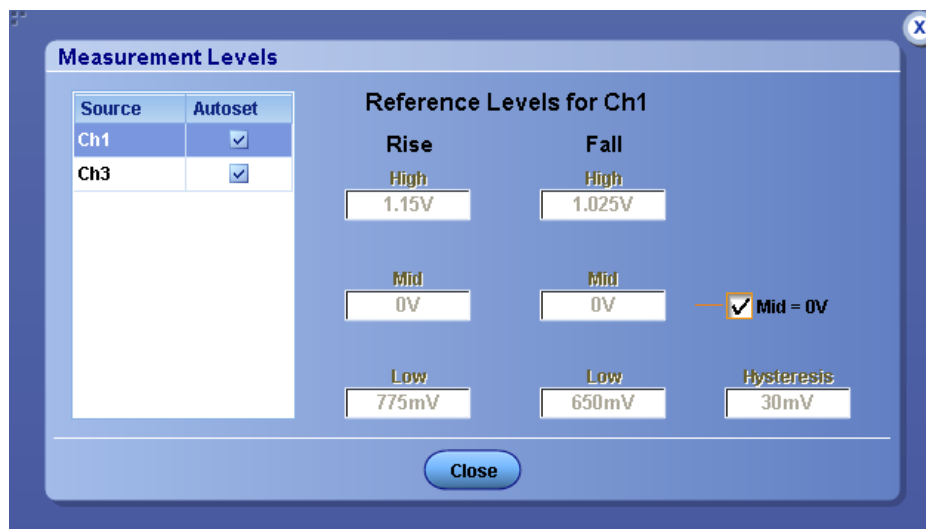 X
Measurement Levels
Source Autoset
Reference Levels for Ch1
Ch1
Ch3
Rise Fall
High High
1.15V 1.025V
Mid Mid
0V 0V
Mid = 0V
Low Low Hysteresis
775mV 650mV 30mV
Close